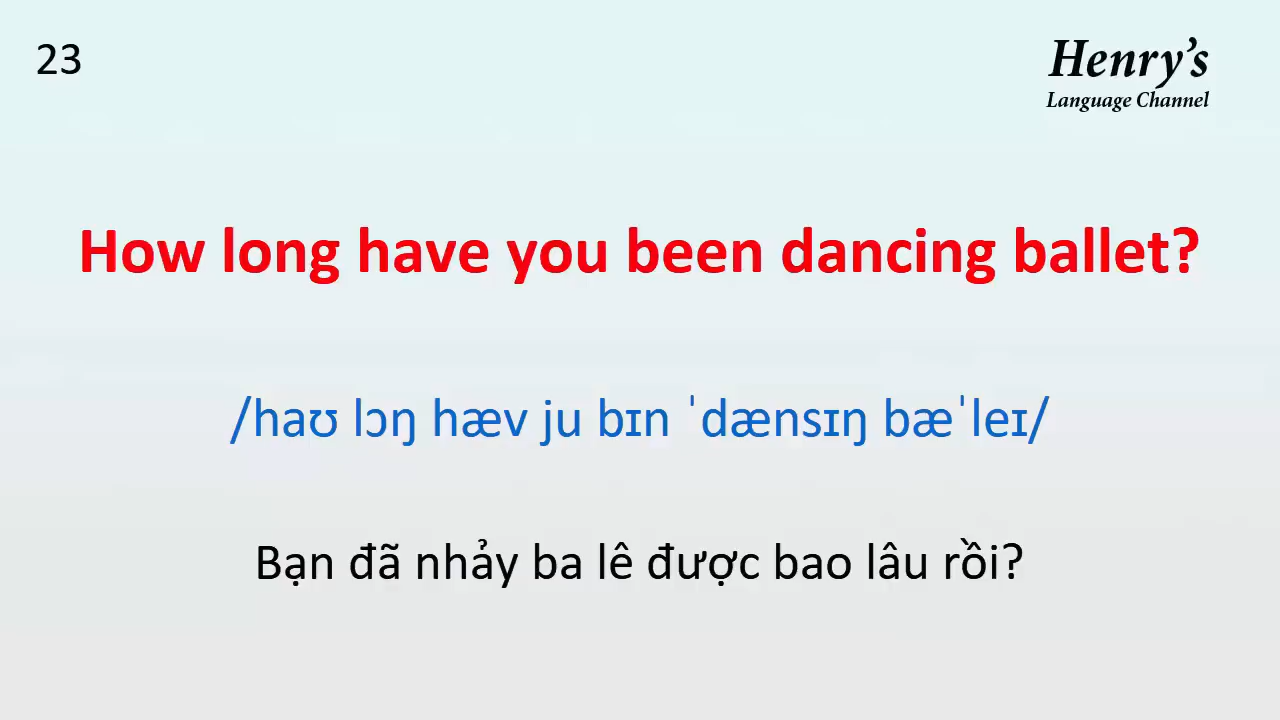 23
Henry's
Language Channel
How long have you been dancing ballet?
/haʊ lɔŋ hæv ju bɪn ˈdænsɪŋ bæˈleɪ/
Bạn đã nhảy ba lê được bao lâu rồi?